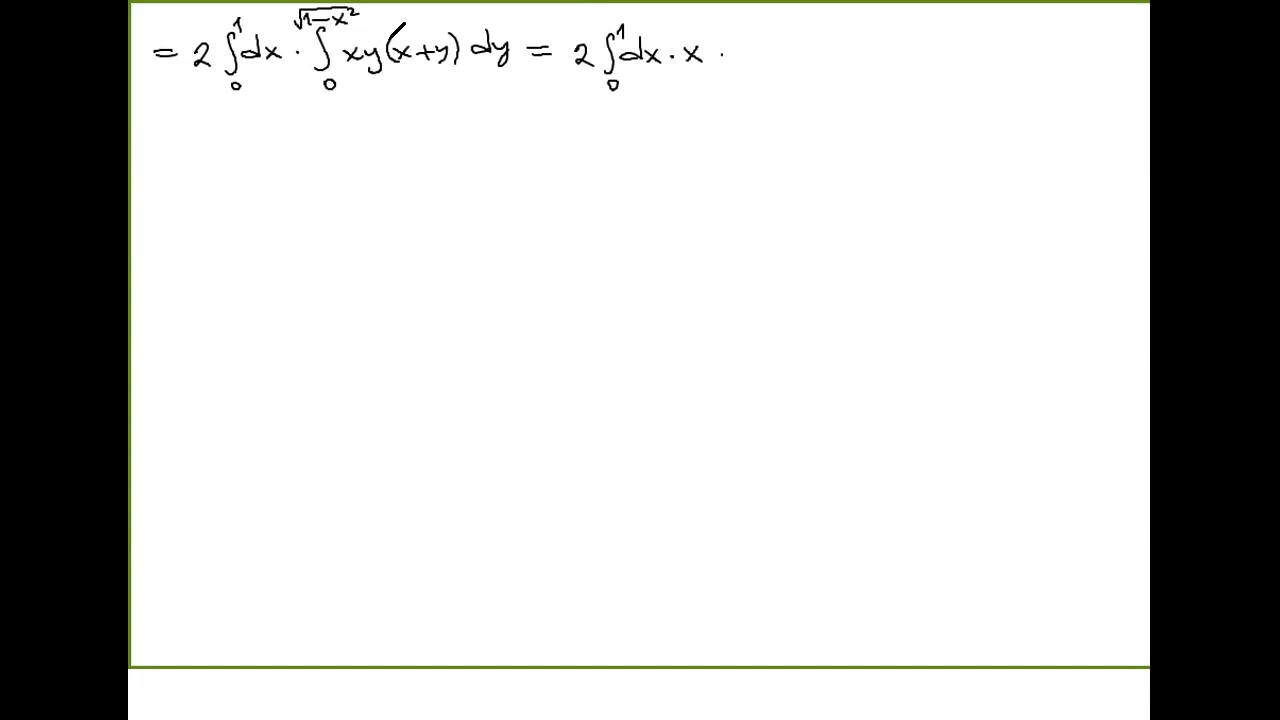 = 2 ∫₀¹ dx · ∫₀^√(1-x²) xy(x+y) dy = 2 ∫₀¹ dx · x ·